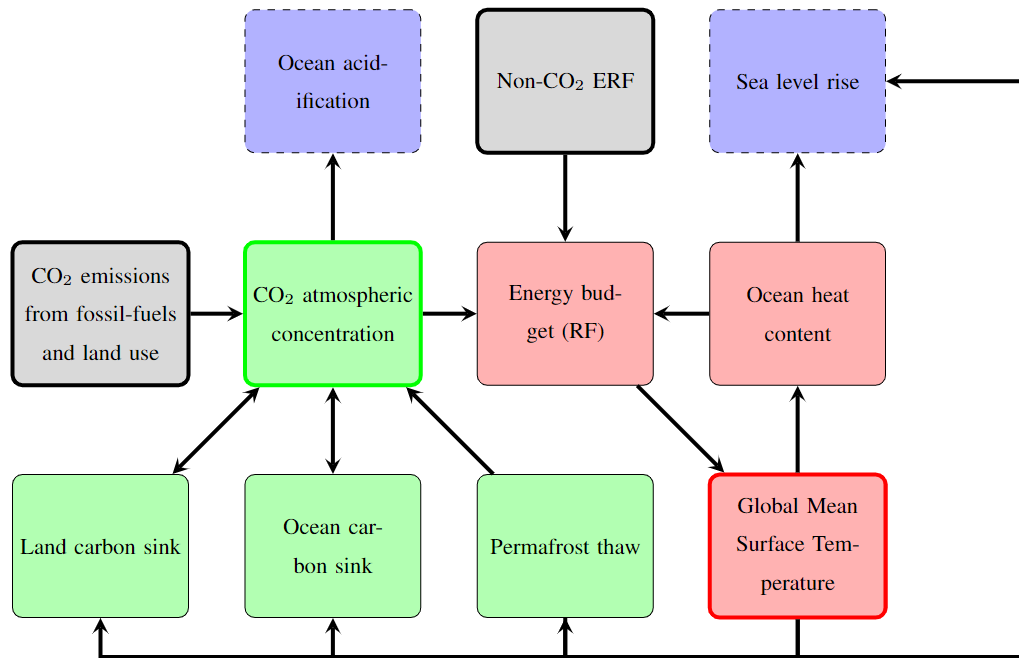 Ocean acid-
ification
Non-CO₂ ERF
Sea level rise
CO₂ emissions
from fossil-fuels
and land use
CO₂ atmospheric
concentration
Energy bud-
get (RF)
Ocean heat
content
Land carbon sink
Ocean car-
bon sink
Permafrost thaw
Global Mean
Surface Tem-
perature